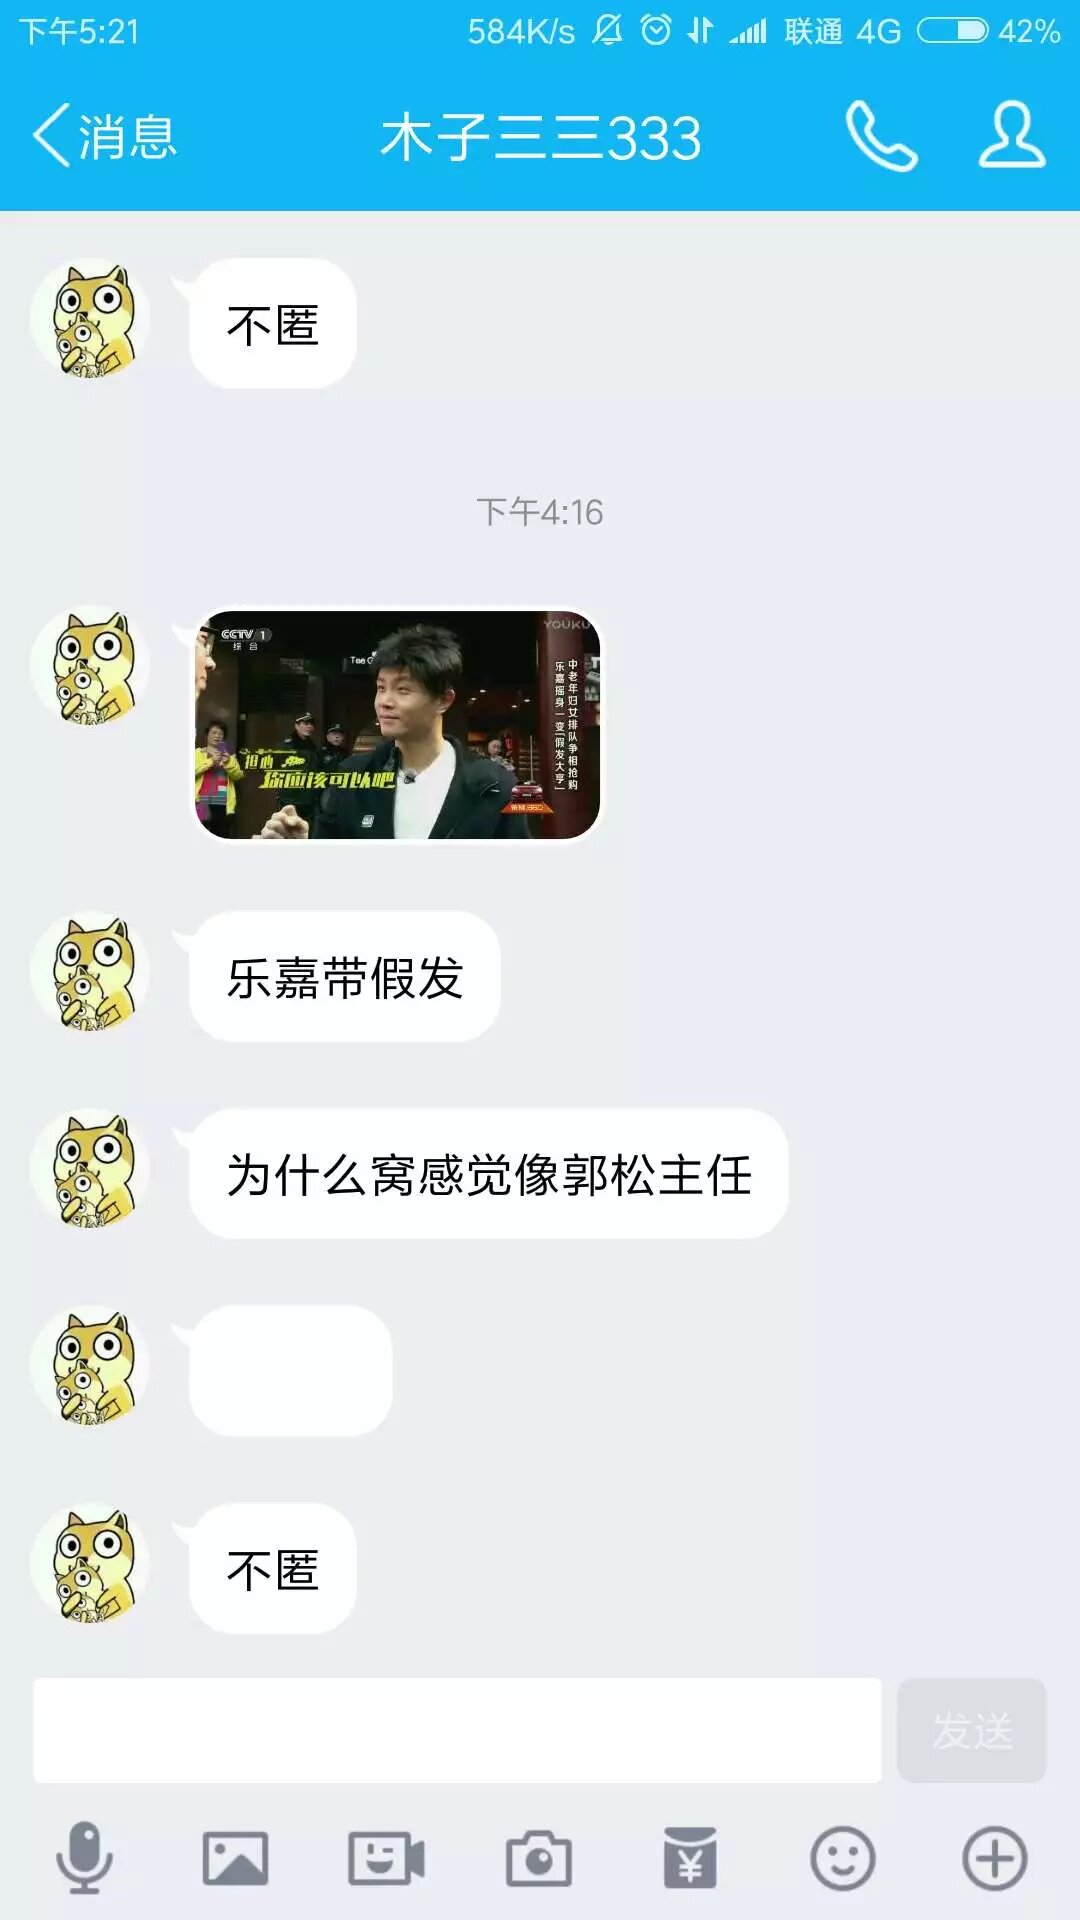 下午5:21
584K/s
联通 4G
42%
消息
木子三三333
不匿
下午4:16
CCTV 1
综合
YOUKU
Tee
中老年妇女排队争相抢购
乐嘉摇身一变「假发大亨」
担心
你应该可以吧
乐嘉带假发
为什么窝感觉像郭松主任
不匿
发送